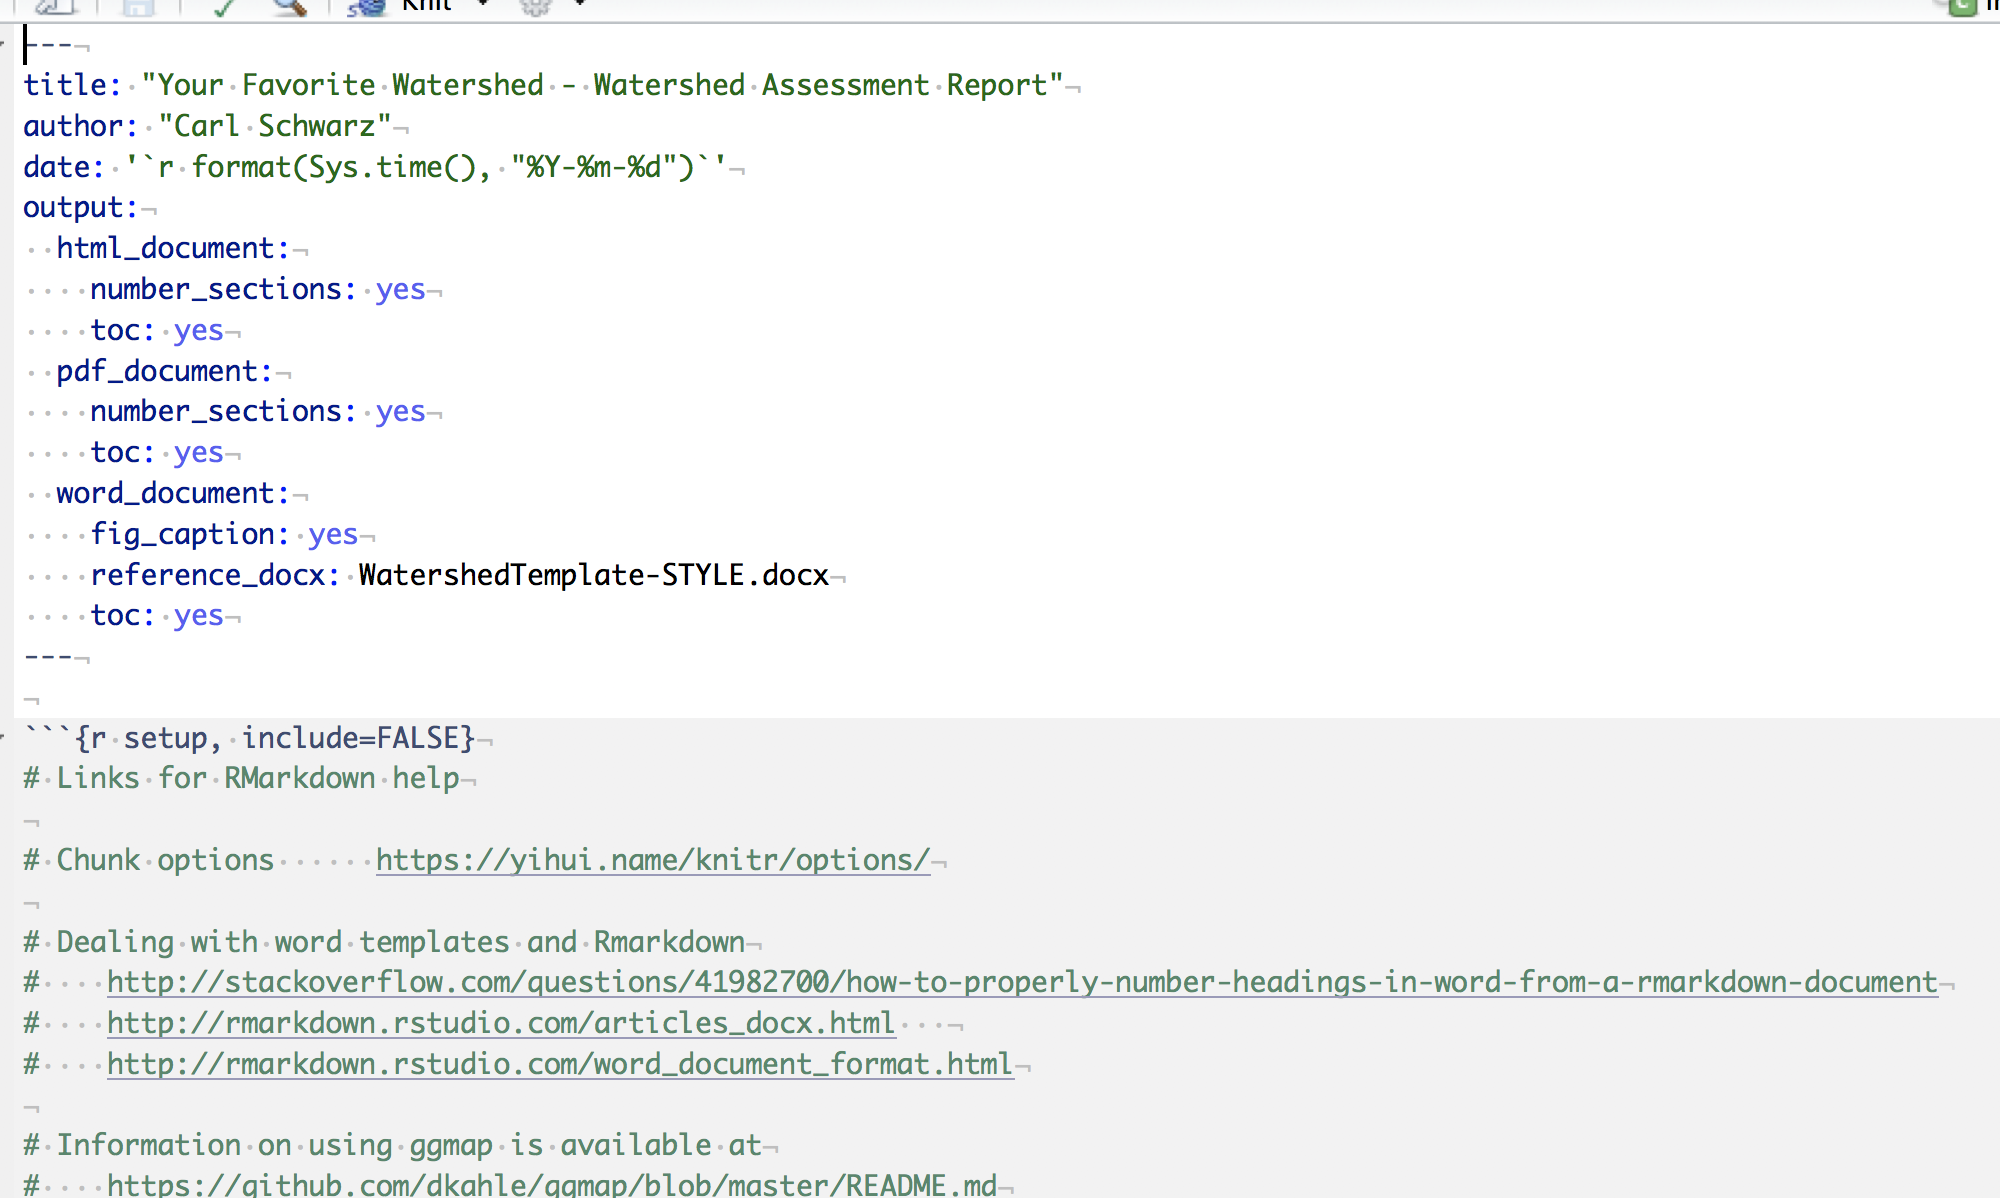 Knit
---
title: "Your Favorite Watershed - Watershed Assessment Report"
author: "Carl Schwarz"
date: '`r format(Sys.time(), "%Y-%m-%d")`'
output:
  html_document:
    number_sections: yes
    toc: yes
  pdf_document:
    number_sections: yes
    toc: yes
  word_document:
    fig_caption: yes
    reference_docx: WatershedTemplate-STYLE.docx
    toc: yes
---

```{r setup, include=FALSE}
# Links for RMarkdown help

# Chunk options      https://yihui.name/knitr/options/

# Dealing with word templates and Rmarkdown
#    http://stackoverflow.com/questions/41982700/how-to-properly-number-headings-in-word-from-a-rmarkdown-document
#    http://rmarkdown.rstudio.com/articles_docx.html
#    http://rmarkdown.rstudio.com/word_document_format.html

# Information on using ggmap is available at
#    https://github.com/dkahle/ggmap/blob/master/README.md